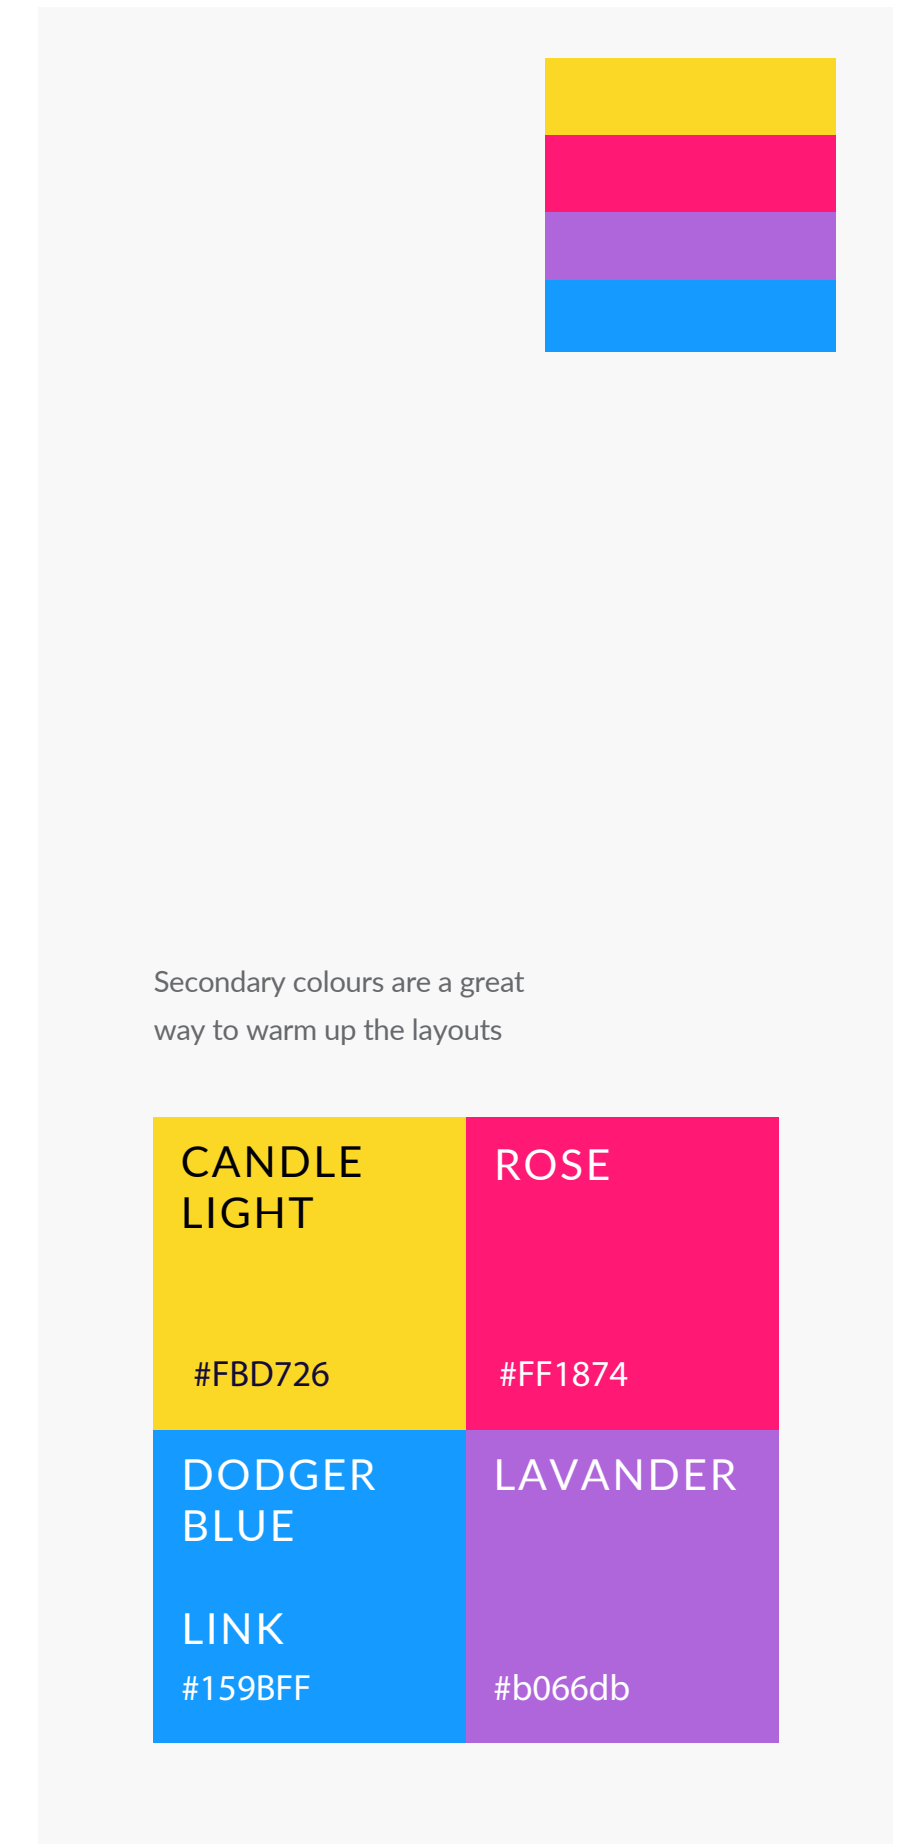 Secondary colours are a great
way to warm up the layouts
CANDLE
LIGHT
#FBD726
ROSE
#FF1874
DODGER
BLUE
LINK
#159BFF
LAVANDER
#b066db